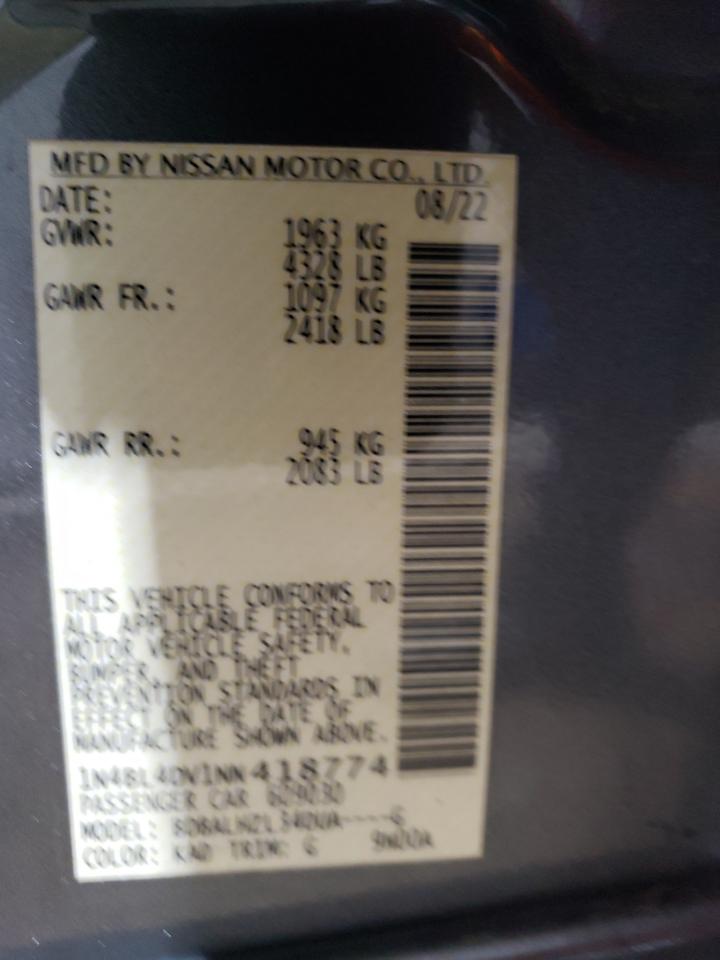 MFD BY NISSAN MOTOR CO., LTD.
DATE: 08/22
GVWR: 1963 KG
4328 LB
GAWR FR.: 1097 KG
2418 LB
GAWR RR.: 945 KG
2083 LB
THIS VEHICLE CONFORMS TO
ALL APPLICABLE FEDERAL
MOTOR VEHICLE SAFETY,
BUMPER, AND THEFT
PREVENTION STANDARDS IN
EFFECT ON THE DATE OF
MANUFACTURE SHOWN ABOVE.
1N4BL4DV1NN418774
PASSENGER CAR 609030
MODEL:
COLOR: KAD TRIM: G